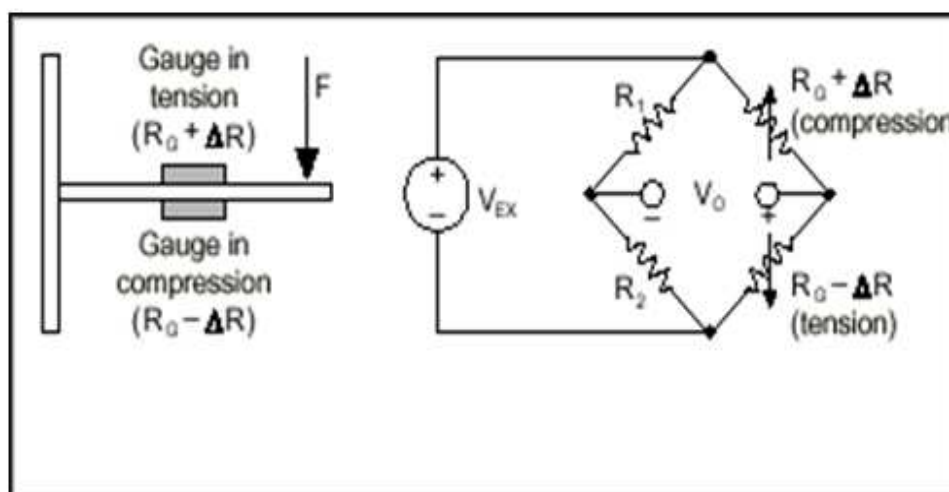 Gauge in
tension
(R_G + ΔR)
F
Gauge in
compression
(R_G − ΔR)
+
−
V_EX
R_1
R_2
−
V_O
+
R_G + ΔR
(compression
R_G − ΔR
(tension)